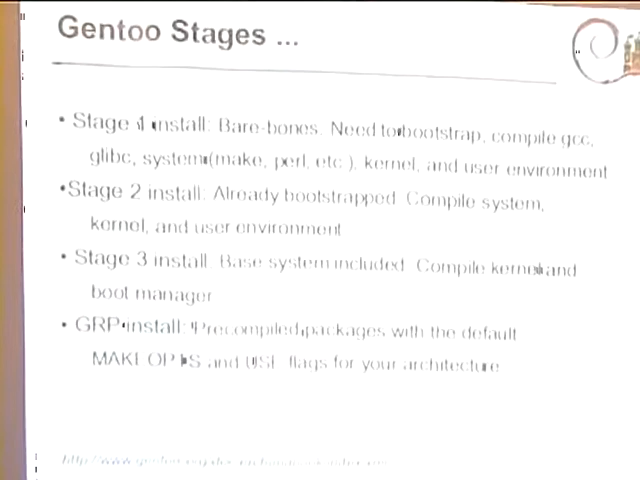 Gentoo Stages ...
• Stage 1 install: Bare-bones. Need to bootstrap, compile gcc,
glibc, system (make, perl, etc.), kernel, and user environment
• Stage 2 install: Already bootstrapped. Compile system,
kernel, and user environment
• Stage 3 install: Base system included. Compile kernel and
boot manager
• GRP install: Precompiled packages with the default
MAKEOPTS and USE flags for your architecture